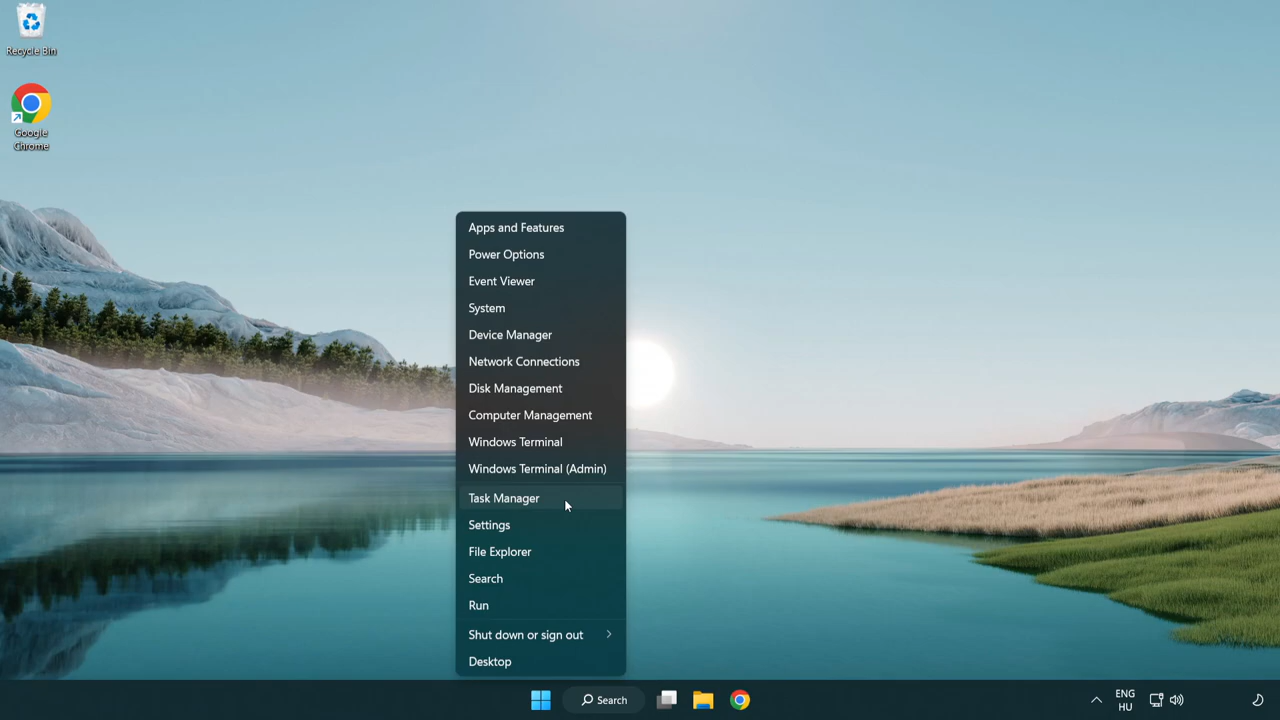 Recycle Bin
Google
Chrome
Apps and Features
Power Options
Event Viewer
System
Device Manager
Network Connections
Disk Management
Computer Management
Windows Terminal
Windows Terminal (Admin)
Task Manager
Settings
File Explorer
Search
Run
Shut down or sign out
Desktop
Search
ENG
HU